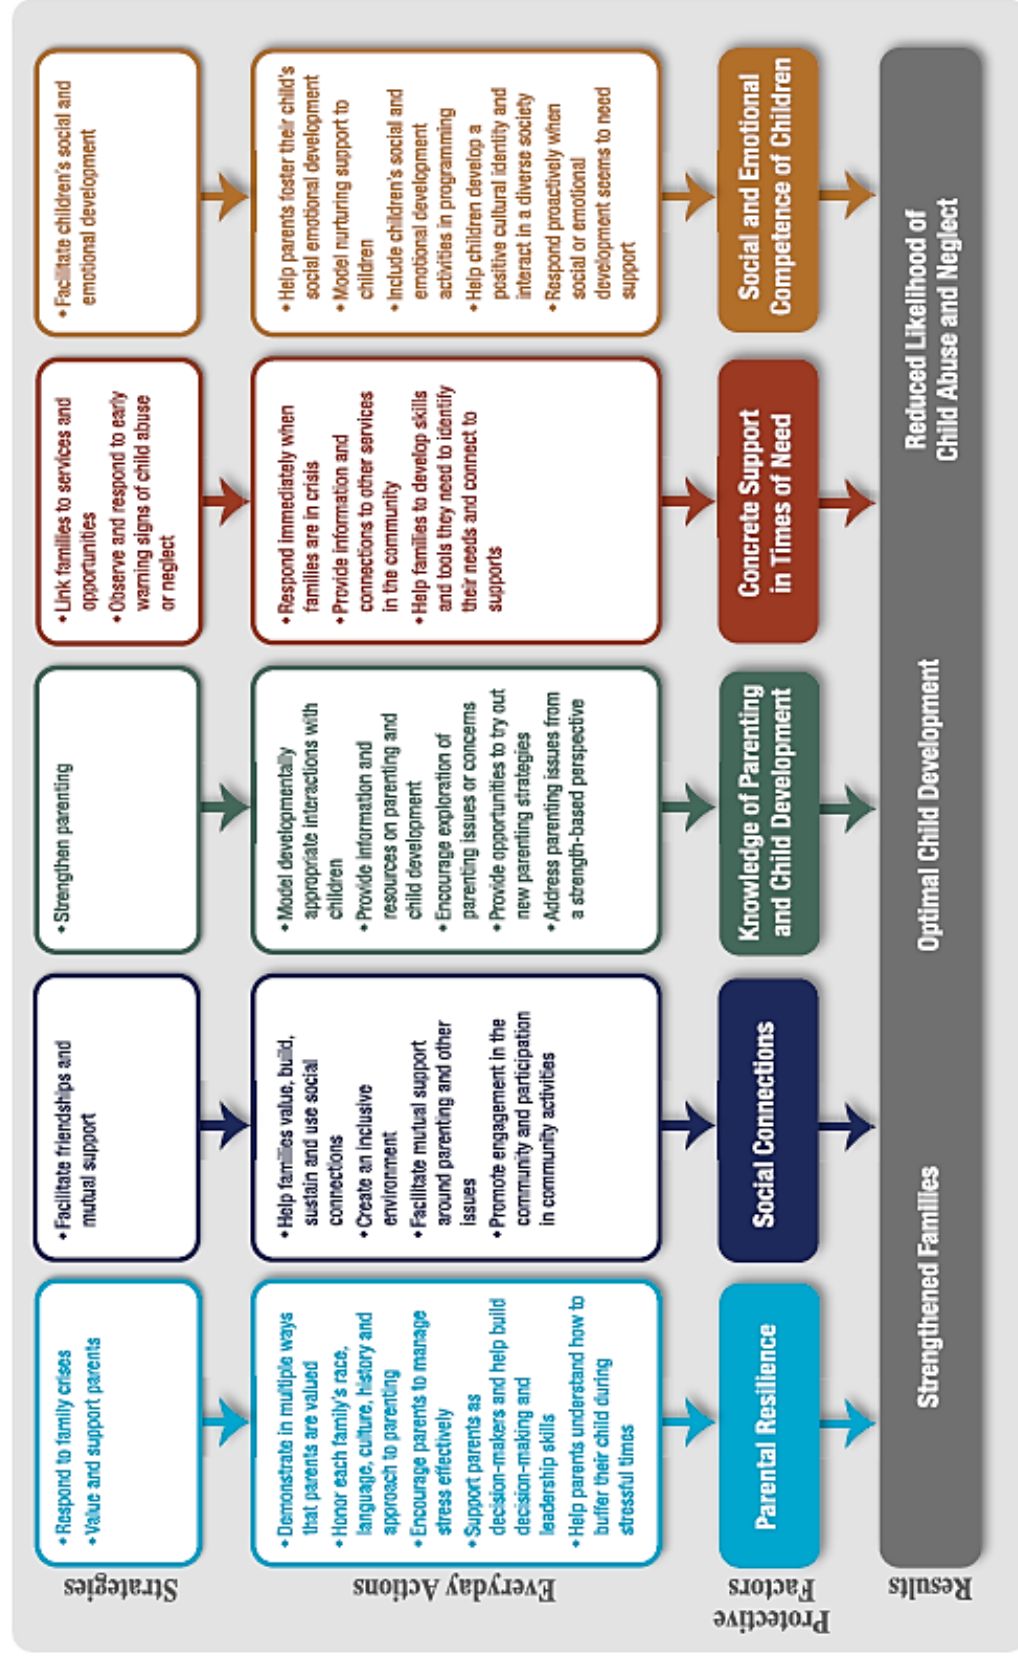 Strategies
• Respond to family crises
• Value and support parents
• Facilitate friendships and
mutual support
• Strengthen parenting
• Link families to services and
opportunities
• Observe and respond to early
warning signs of child abuse
or neglect
• Facilitate children's social and
emotional development
Everyday Actions
• Demonstrate in multiple ways
that parents are valued
• Honor each family's race,
language, culture, history and
approach to parenting
• Encourage parents to manage
stress effectively
• Support parents as
decision-makers and help build
decision-making and
leadership skills
• Help parents understand how to
buffer their child during
stressful times
• Help families value, build,
sustain and use social
connections
• Create an inclusive
environment
• Facilitate mutual support
around parenting and other
issues
• Promote engagement in the
community and participation
in community activities
• Model developmentally
appropriate interactions with
children
• Provide information and
resources on parenting and
child development
• Encourage exploration of
parenting issues or concerns
• Provide opportunities to try out
new parenting strategies
• Address parenting issues from
a strength-based perspective
• Respond immediately when
families are in crisis
• Provide information and
connections to other services
in the community
• Help families to develop skills
and tools they need to identify
their needs and connect to
supports
• Help parents foster their child's
social emotional development
• Model nurturing support to
children
• Include children's social and
emotional development
activities in programming
• Help children develop a
positive cultural identity and
interact in a diverse society
• Respond proactively when
social or emotional
development seems to need
support
Protective
Factors
Parental Resilience
Social Connections
Knowledge of Parenting
and Child Development
Concrete Support
in Times of Need
Social and Emotional
Competence of Children
Results
Strengthened Families
Optimal Child Development
Reduced Likelihood of
Child Abuse and Neglect